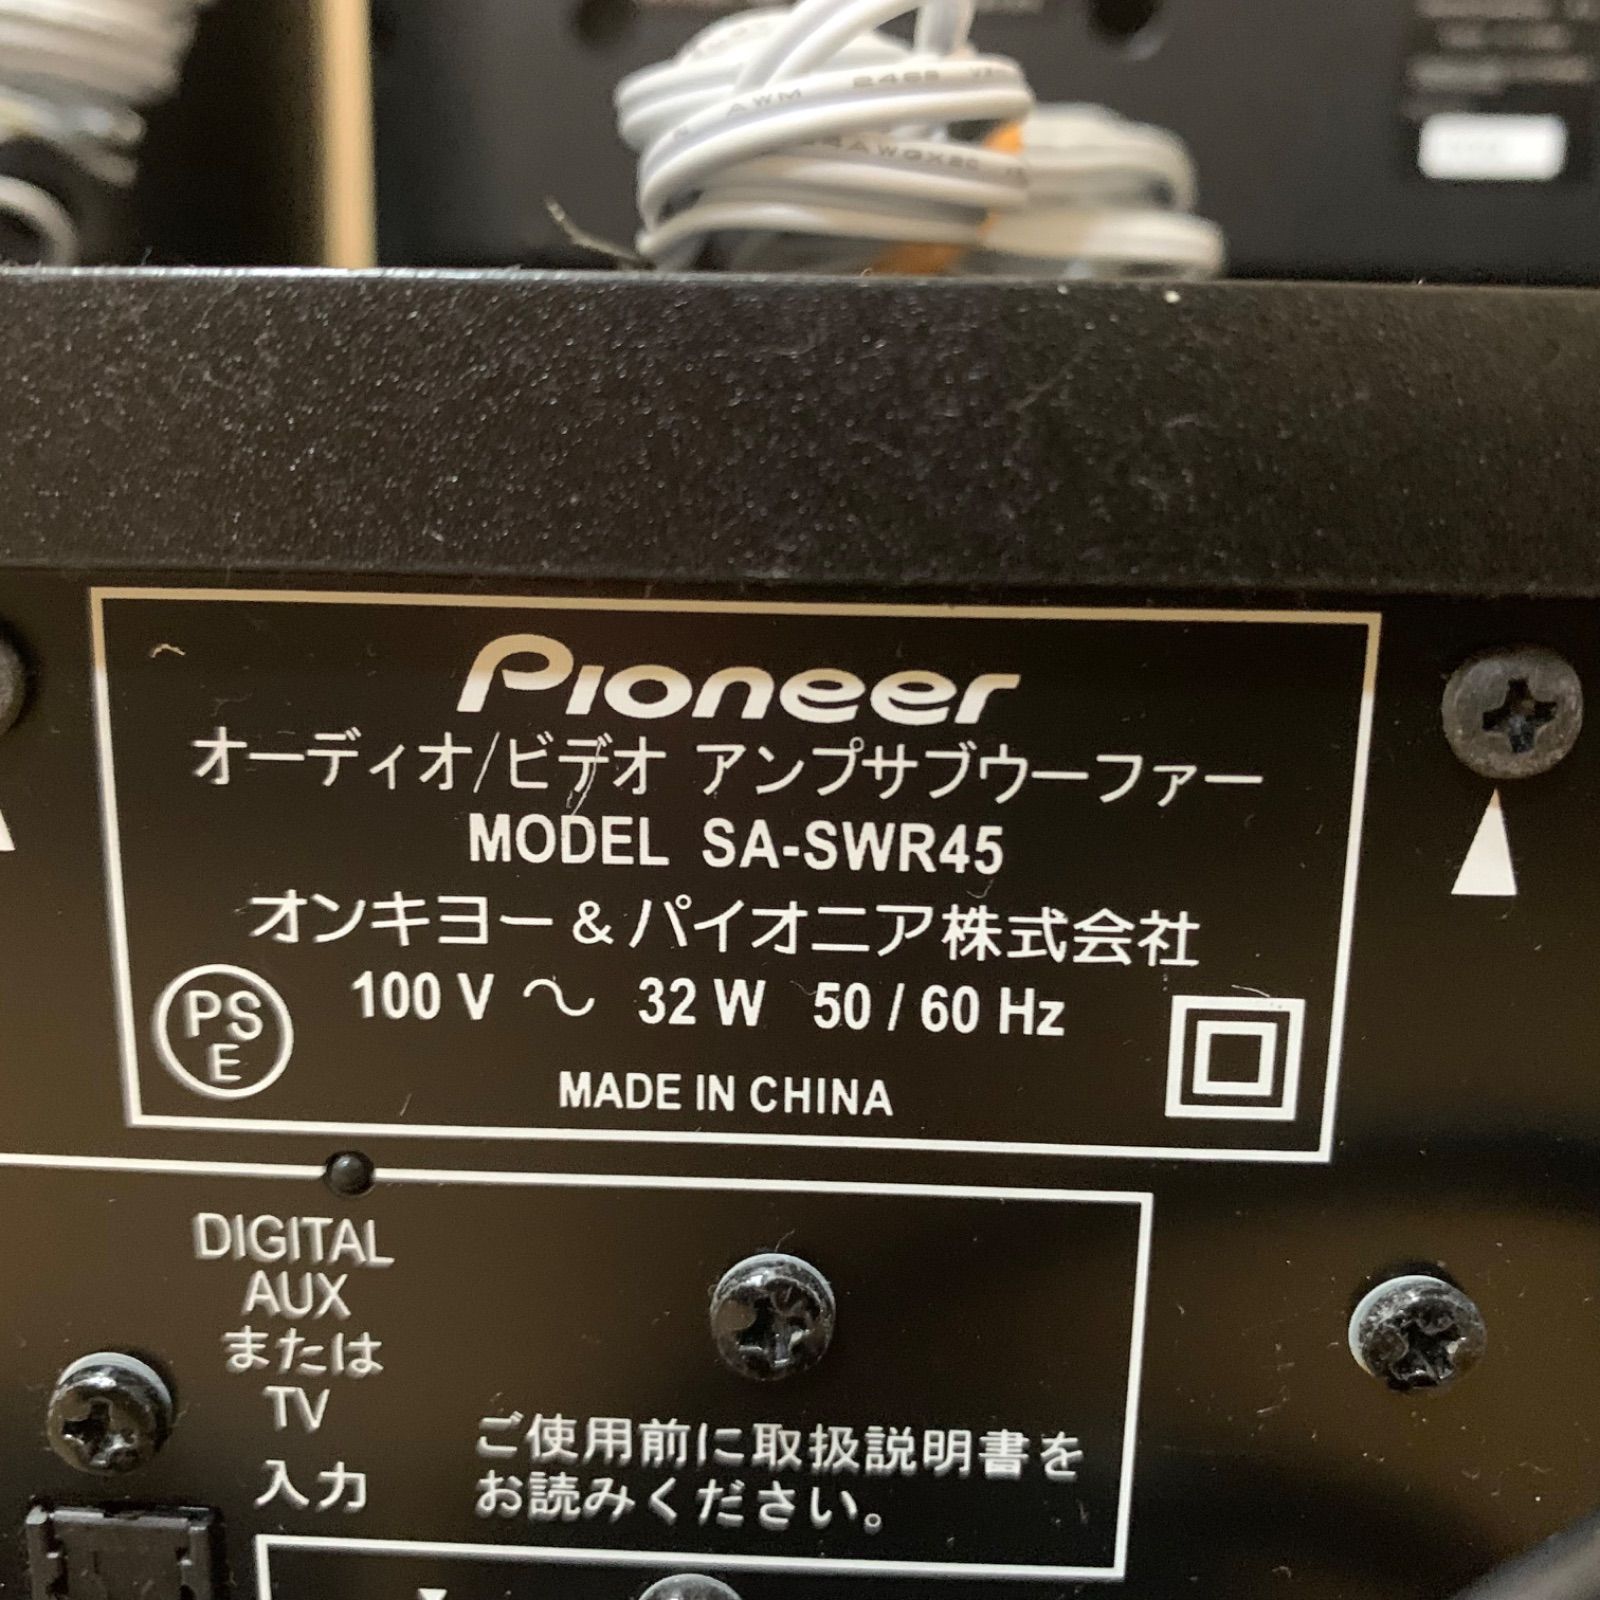 AWM 2468
AWGX2C
Pioneer
オーディオ/ビデオ アンプサブウーファー
MODEL SA-SWR45
オンキヨー&パイオニア株式会社
100 V ～ 32 W 50 / 60 Hz
PS
E
MADE IN CHINA
DIGITAL
AUX
または
TV
入力
ご使用前に取扱説明書を
お読みください。